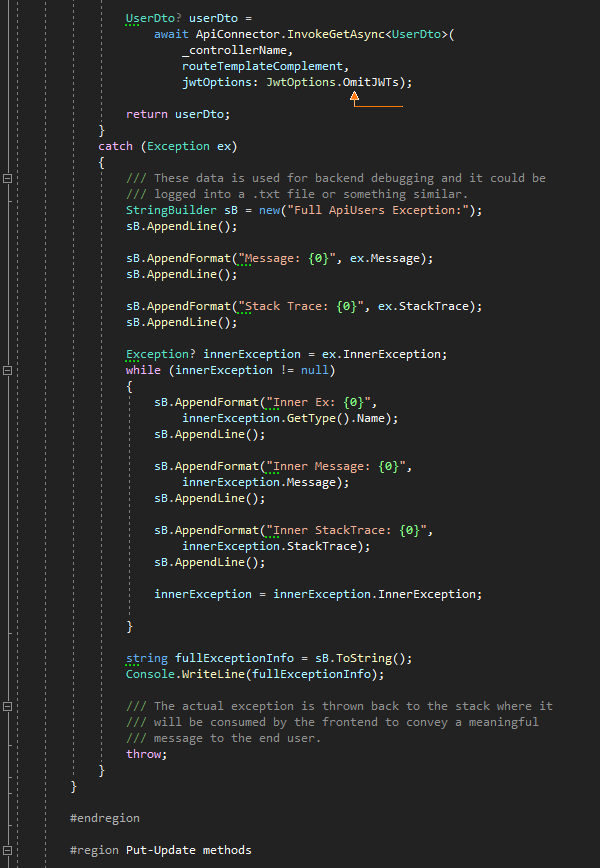 UserDto? userDto =
await ApiConnector.InvokeGetAsync<UserDto>(
_controllerName,
routeTemplateComplement,
jwtOptions: JwtOptions.OmitJWTs);
return userDto;
}
catch (Exception ex)
{
/// These data is used for backend debugging and it could be
/// logged into a .txt file or something similar.
StringBuilder sB = new("Full ApiUsers Exception:");
sB.AppendLine();
sB.AppendFormat("Message: {0}", ex.Message);
sB.AppendLine();
sB.AppendFormat("Stack Trace: {0}", ex.StackTrace);
sB.AppendLine();
Exception? innerException = ex.InnerException;
while (innerException != null)
{
sB.AppendFormat("Inner Ex: {0}",
innerException.GetType().Name);
sB.AppendLine();
sB.AppendFormat("Inner Message: {0}",
innerException.Message);
sB.AppendLine();
sB.AppendFormat("Inner StackTrace: {0}",
innerException.StackTrace);
sB.AppendLine();
innerException = innerException.InnerException;
}
string fullExceptionInfo = sB.ToString();
Console.WriteLine(fullExceptionInfo);
/// The actual exception is thrown back to the stack where it
/// will be consumed by the frontend to convey a meaningful
/// message to the end user.
throw;
}
}
#endregion
#region Put-Update methods